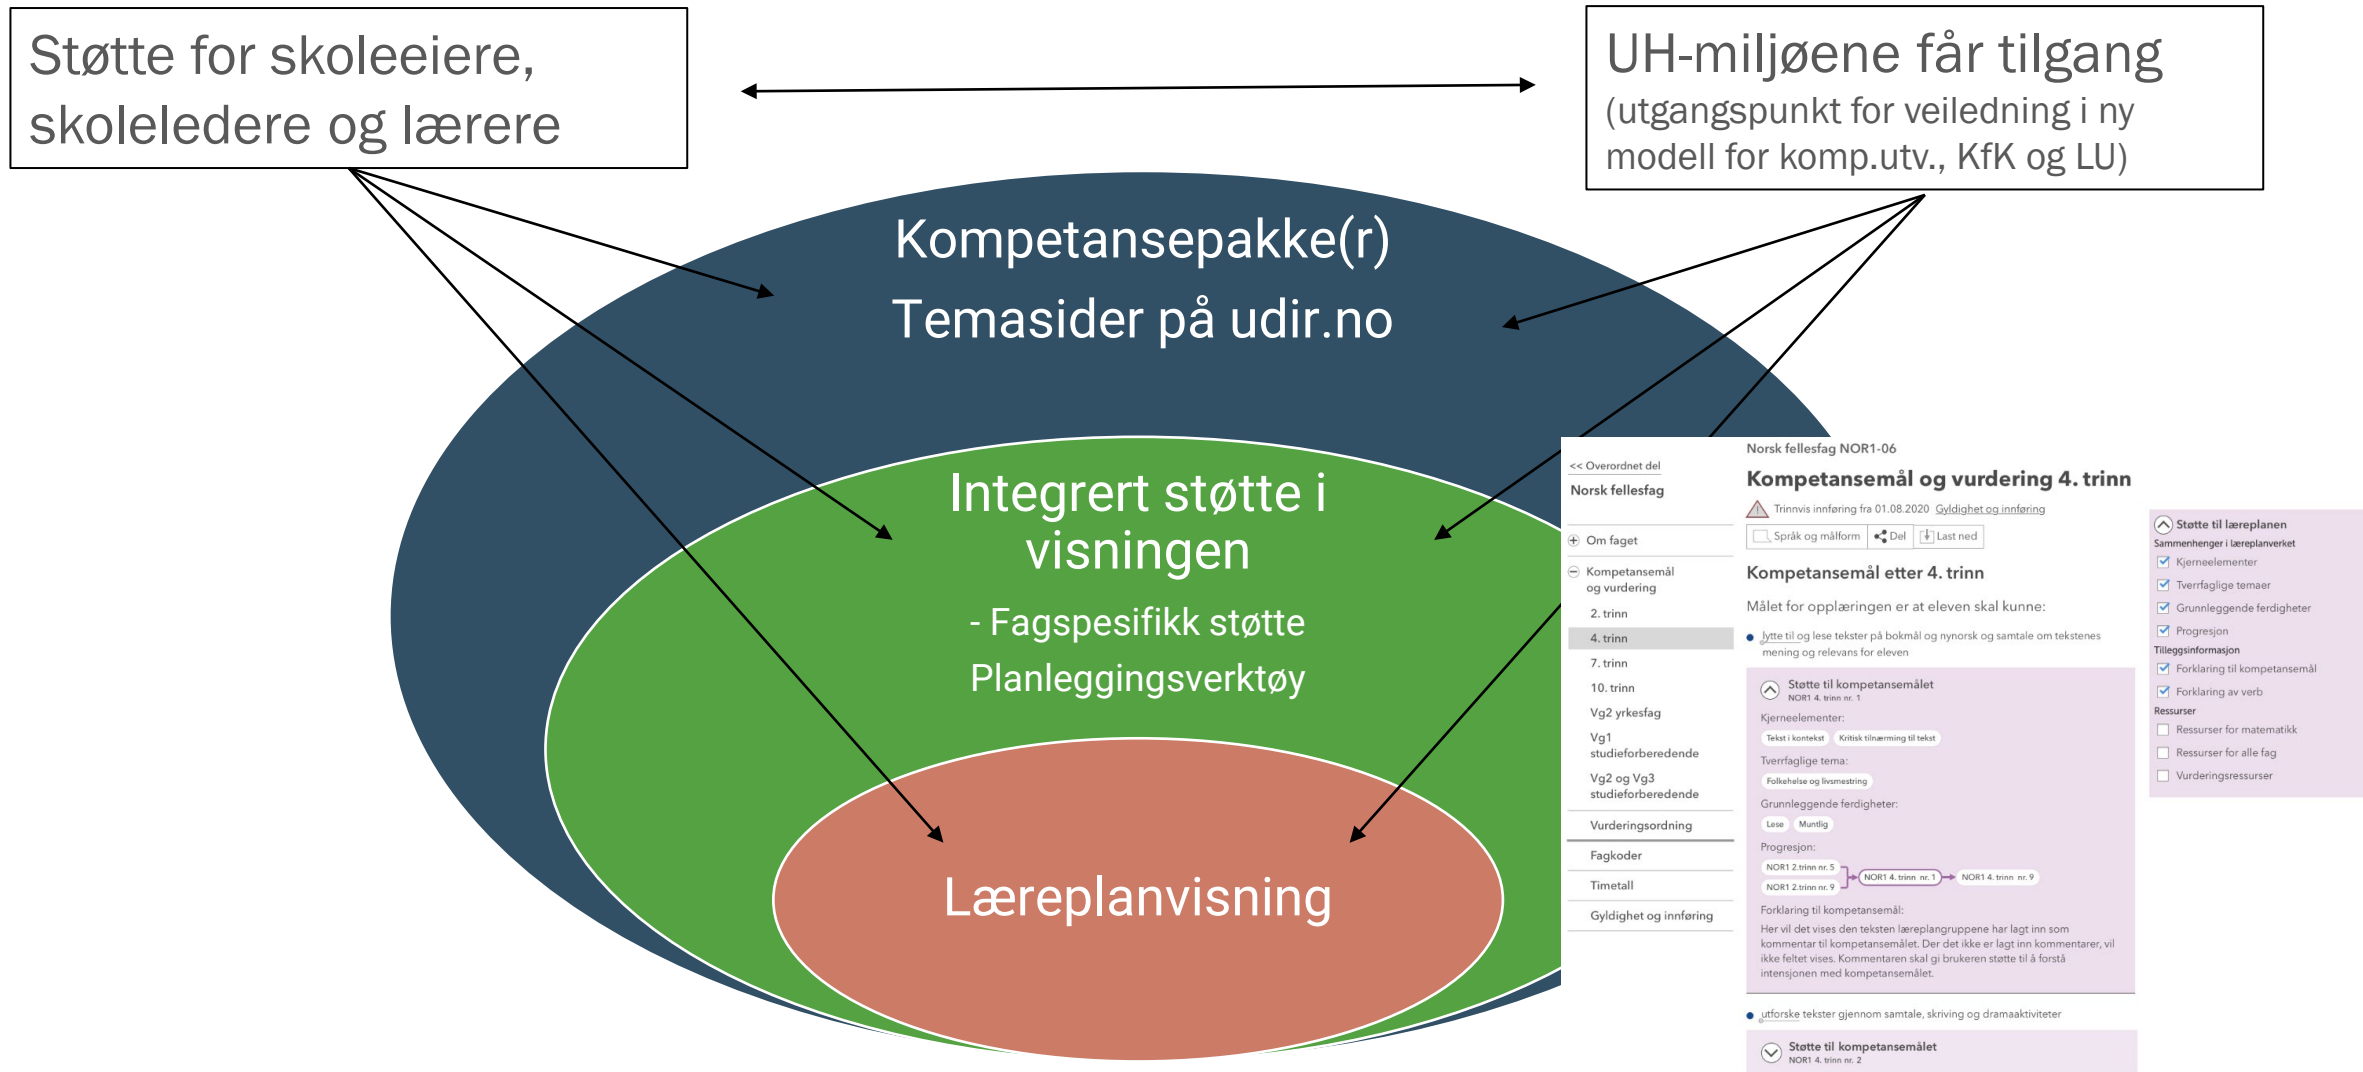 Støtte for skoleeiere,
skoleledere og lærere
UH-miljøene får tilgang
(utgangspunkt for veiledning i ny
modell for komp.utv., KfK og LU)
Kompetansepakke(r)
Temasider på udir.no
Integrert støtte i
visningen
- Fagspesifikk støtte
Planleggingsverktøy
Læreplanvisning
<< Overordnet del
Norsk fellesfag
Om faget
Kompetansemål
og vurdering
2. trinn
4. trinn
7. trinn
10. trinn
Vg2 yrkesfag
Vg1
studieforberedende
Vg2 og Vg3
studieforberedende
Vurderingsordning
Fagkoder
Timetall
Gyldighet og innføring
Norsk fellesfag NOR1-06
Kompetansemål og vurdering 4. trinn
Trinnvis innføring fra 01.08.2020 Gyldighet og innføring
Språk og målform Del Last ned
Kompetansemål etter 4. trinn
Målet for opplæringen er at eleven skal kunne:
lytte til og lese tekster på bokmål og nynorsk og samtale om tekstenes
mening og relevans for eleven
Støtte til kompetansemålet
NOR1 4. trinn nr. 1
Kjerneelementer:
Tekst i kontekst Kritisk tilnærming til tekst
Tverrfaglige tema:
Folkehelse og livsmestring
Grunnleggende ferdigheter:
Lese Muntlig
Progresjon:
NOR1 2.trinn nr. 5
NOR1 2.trinn nr. 9
NOR1 4. trinn nr. 1
NOR1 4. trinn nr. 9
Forklaring til kompetansemål:
Her vil det vises den teksten læreplangruppene har lagt inn som
kommentar til kompetansemålet. Der det ikke er lagt inn kommentarer, vil
ikke feltet vises. Kommentaren skal gi brukeren støtte til å forstå
intensjonen med kompetansemålet.
utforske tekster gjennom samtale, skriving og dramaaktiviteter
Støtte til kompetansemålet
NOR1 4. trinn nr. 2
Støtte til læreplanen
Sammenhenger i læreplanverket
Kjerneelementer
Tverrfaglige temaer
Grunnleggende ferdigheter
Progresjon
Tilleggsinformasjon
Forklaring til kompetansemål
Forklaring av verb
Ressurser
Ressurser for matematikk
Ressurser for alle fag
Vurderingsressurser